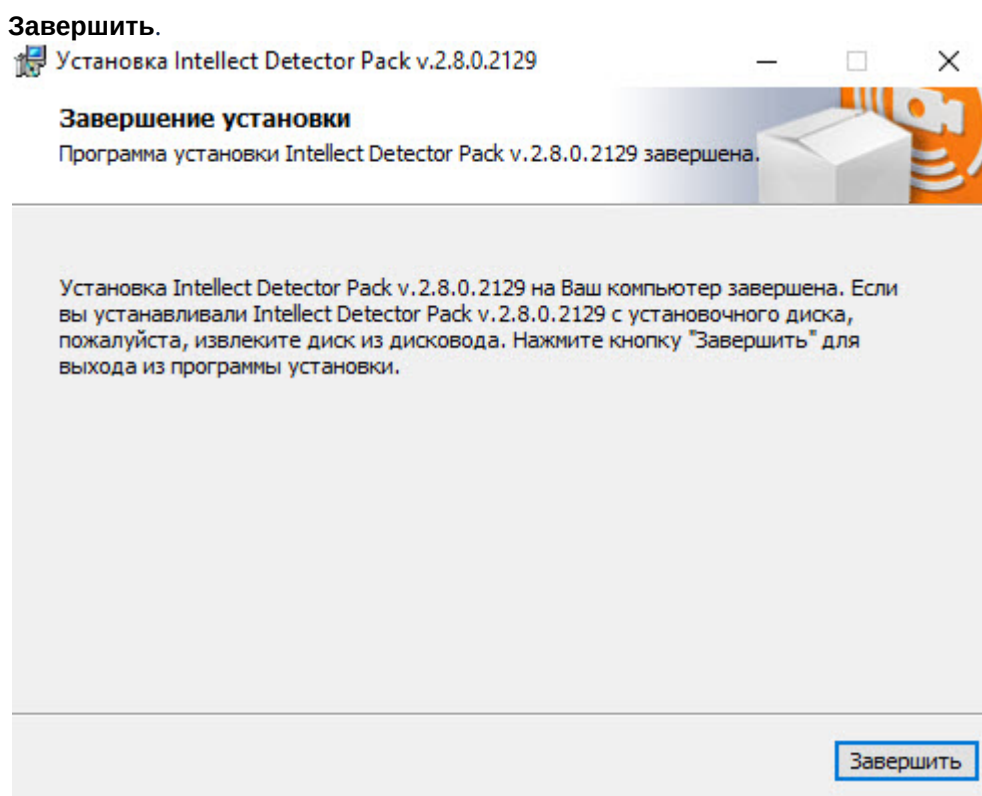 Завершить.
Установка Intellect Detector Pack v.2.8.0.2129
Завершение установки
Программа установки Intellect Detector Pack v.2.8.0.2129 завершена.
Установка Intellect Detector Pack v.2.8.0.2129 на Ваш компьютер завершена. Если
вы устанавливали Intellect Detector Pack v.2.8.0.2129 с установочного диска,
пожалуйста, извлеките диск из дисковода. Нажмите кнопку "Завершить" для
выхода из программы установки.
Завершить